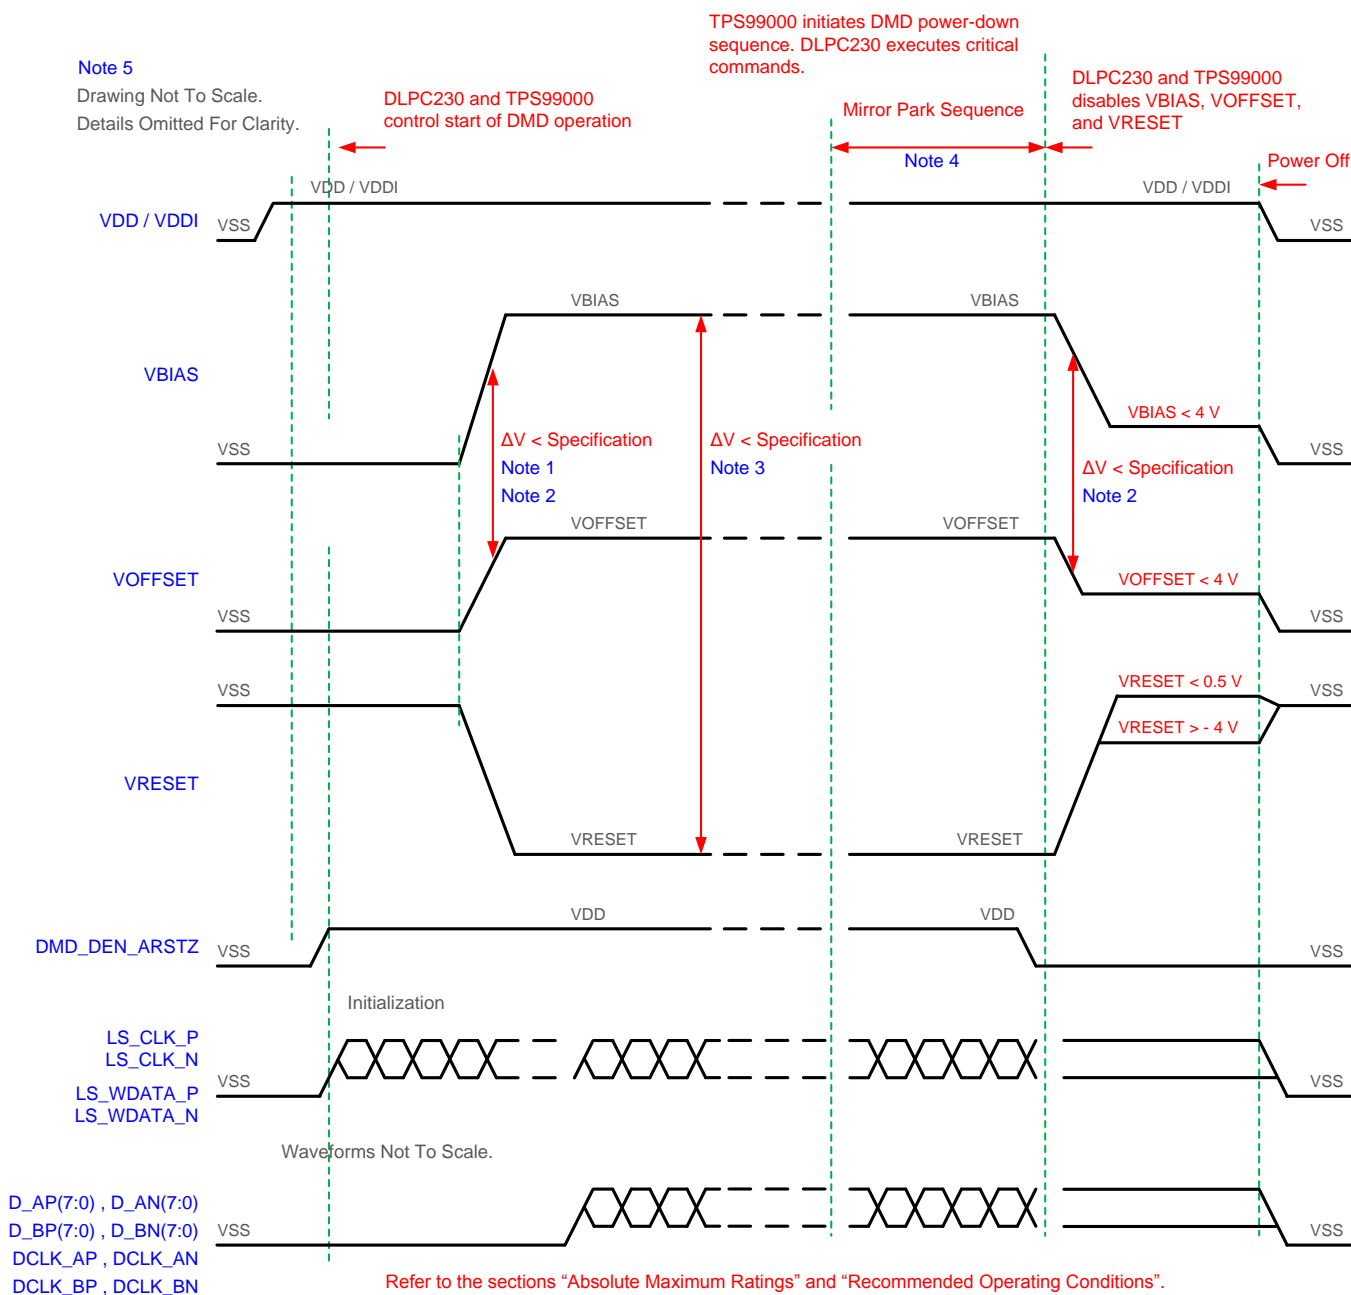 TPS99000 initiates DMD power-down
sequence. DLPC230 executes critical
commands.
Note 5
Drawing Not To Scale.
Details Omitted For Clarity.
DLPC230 and TPS99000
control start of DMD operation
Mirror Park Sequence
Note 4
DLPC230 and TPS99000
disables VBIAS, VOFFSET,
and VRESET
Power Off
VDD / VDDI
VSS
VDD / VDDI
VDD / VDDI
VSS
VBIAS
VSS
VBIAS
VBIAS
VBIAS < 4 V
VSS
ΔV < Specification
Note 1
Note 2
ΔV < Specification
Note 3
ΔV < Specification
Note 2
VOFFSET
VSS
VOFFSET
VOFFSET
VOFFSET < 4 V
VSS
VRESET
VSS
VRESET
VRESET
VRESET < 0.5 V
VRESET > - 4 V
VSS
DMD_DEN_ARSTZ
VSS
VDD
VDD
VSS
Initialization
LS_CLK_P
LS_CLK_N
LS_WDATA_P
LS_WDATA_N
VSS
VSS
Waveforms Not To Scale.
D_AP(7:0) , D_AN(7:0)
D_BP(7:0) , D_BN(7:0)
DCLK_AP , DCLK_AN
DCLK_BP , DCLK_BN
VSS
VSS
Refer to the sections “Absolute Maximum Ratings” and “Recommended Operating Conditions”.